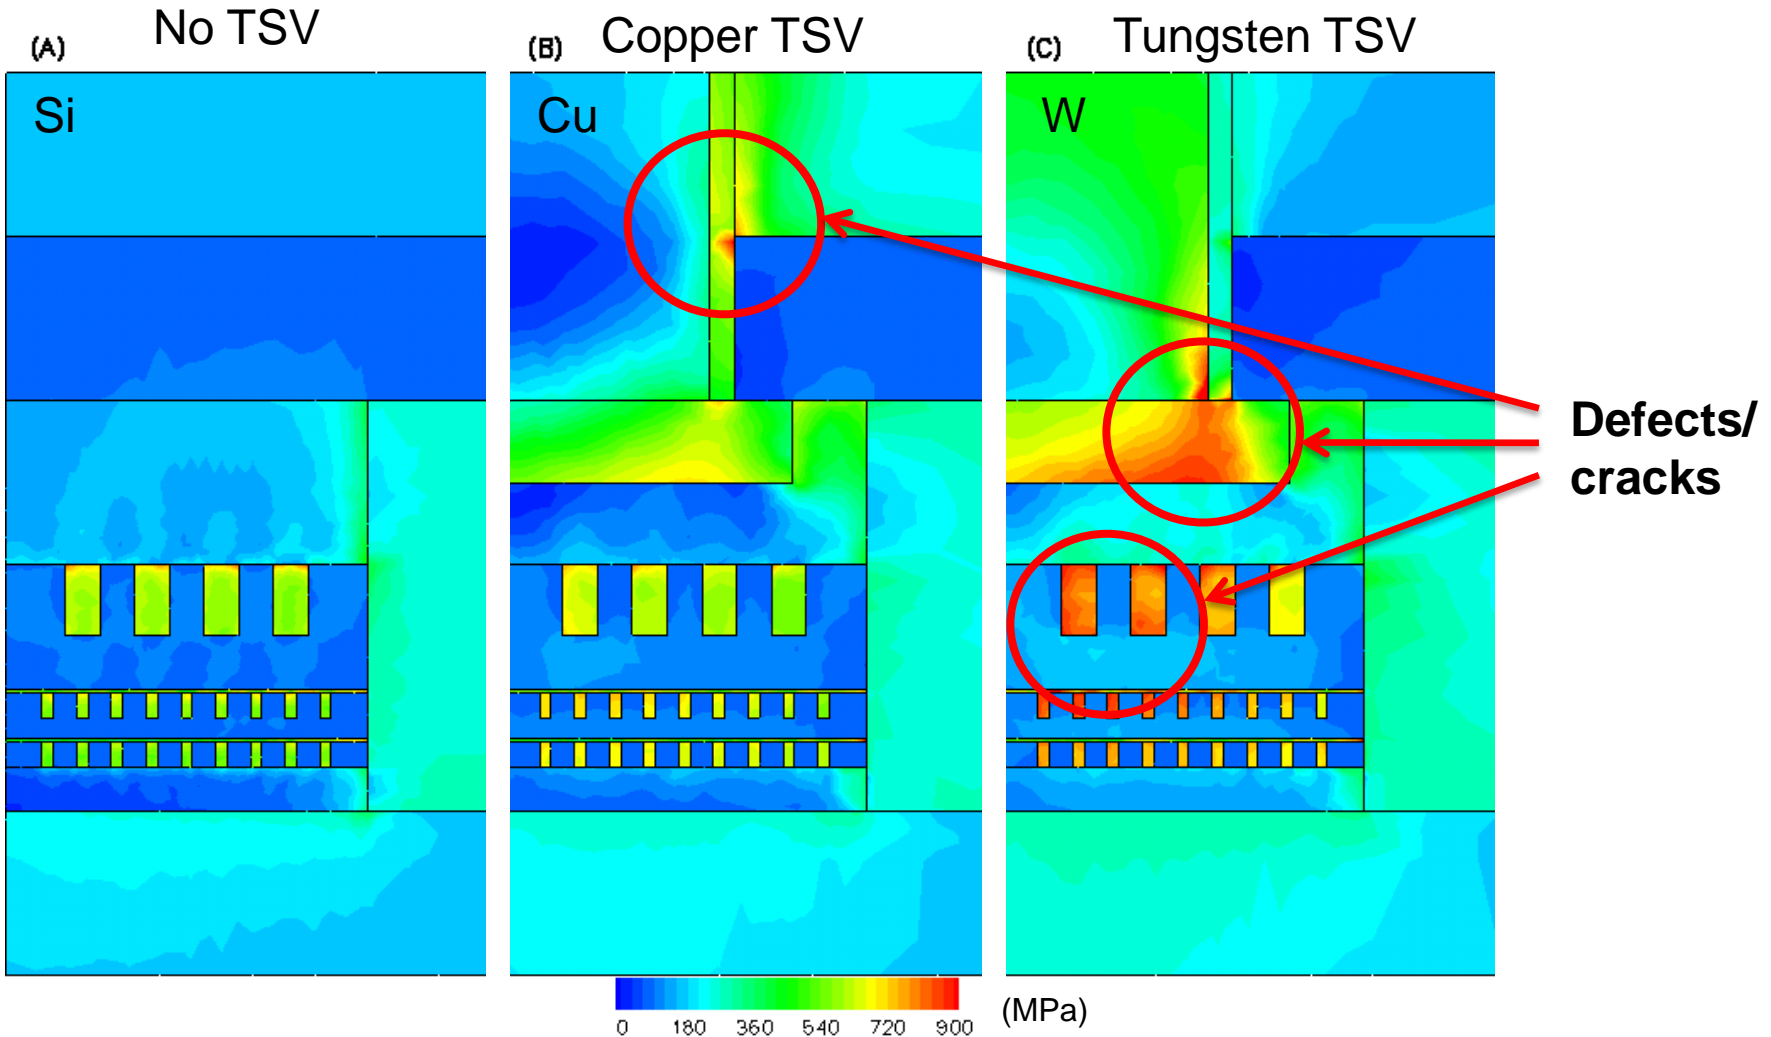 (A) No TSV
(B) Copper TSV
(C) Tungsten TSV
Si
Cu
W
Defects/
cracks
0 180 360 540 720 900 (MPa)